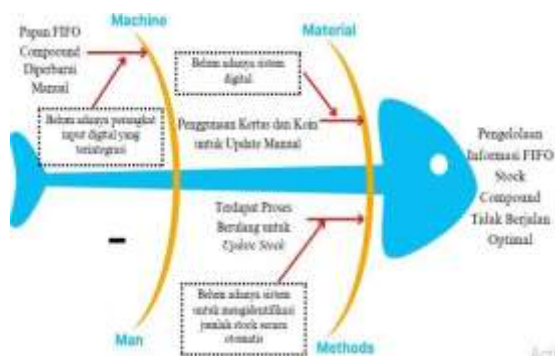 Machine
Papan FIFO
Compound
Diperbarui
Manual
Belum adanya perangkat
input digital yang
terintegrasi
Material
Belum adanya sistem
digital
Penggunaan Kertas dan Koin
untuk Update Manual
Pengelolaan
Informasi FIFO
Stock
Compound
Tidak Berjalan
Optimal
Terdapat Proses
Berulang untuk
Update Stock
Belum adanya sistem
untuk mengidentifikasi
jumlah stock secara
otomatis
-
Man
Methods